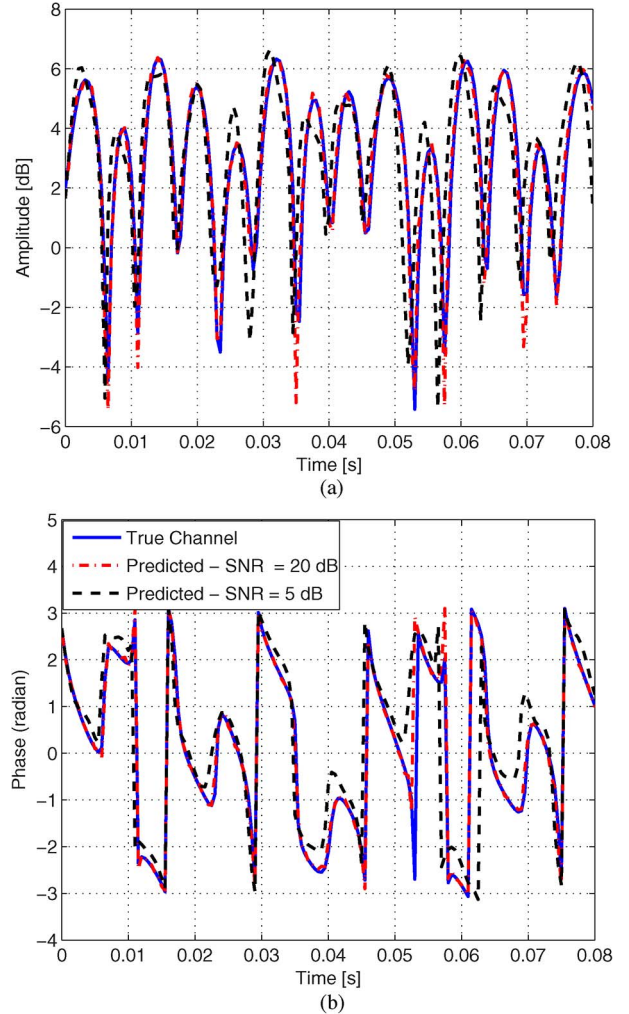 8
6
4
2
0
−2
−4
−6
Amplitude [dB]
0 0.01 0.02 0.03 0.04 0.05 0.06 0.07 0.08
Time [s]
(a)
5
4
3
2
1
0
−1
−2
−3
−4
Phase (radian)
True Channel
Predicted − SNR = 20 dB
Predicted − SNR = 5 dB
0 0.01 0.02 0.03 0.04 0.05 0.06 0.07 0.08
Time [s]
(b)